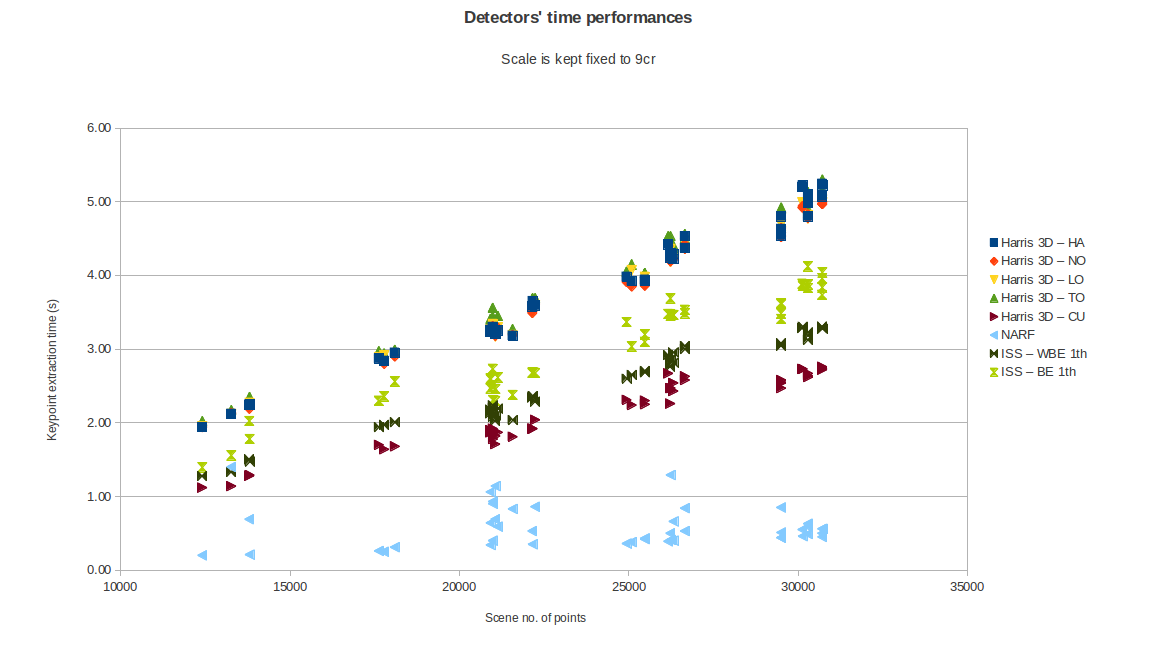 Detectors' time performances
Scale is kept fixed to 9cr
6.00
5.00
4.00
3.00
2.00
1.00
0.00
10000 15000 20000 25000 30000 35000
Keypoint extraction time (s)
Scene no. of points
Harris 3D – HA
Harris 3D – NO
Harris 3D – LO
Harris 3D – TO
Harris 3D – CU
NARF
ISS – WBE 1th
ISS – BE 1th